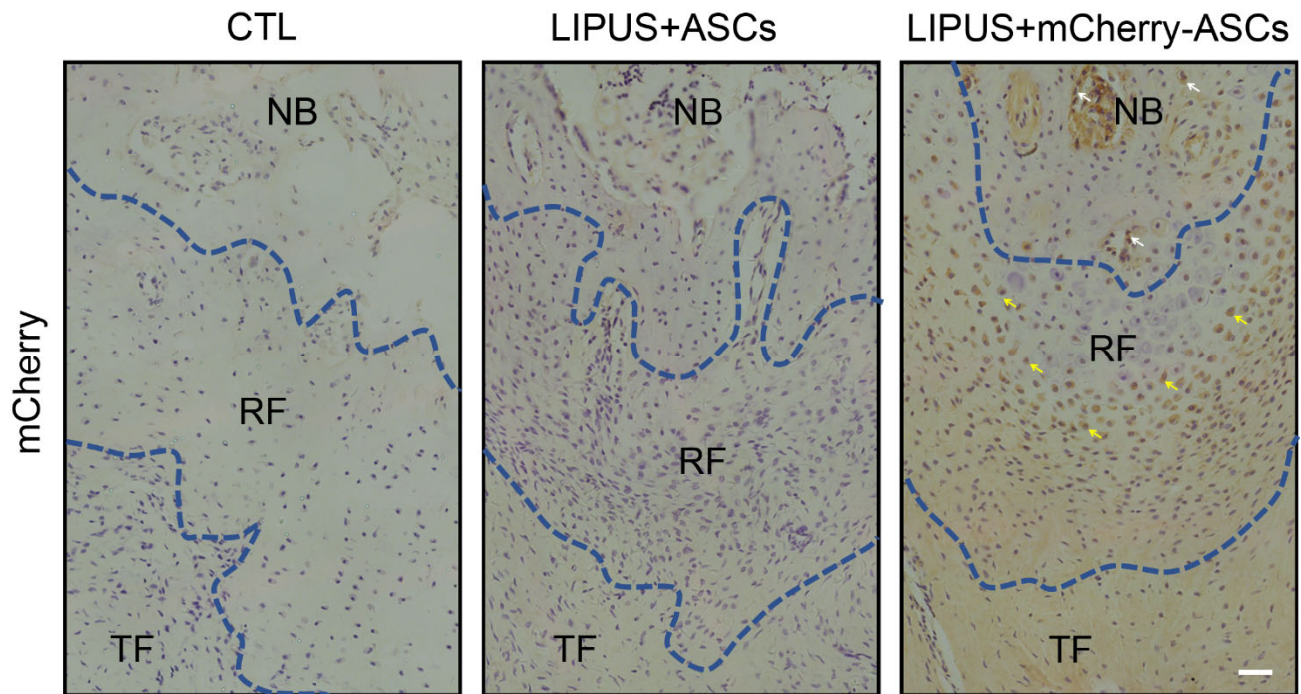 CTL
LIPUS+ASCs
LIPUS+mCherry-ASCs
mCherry
NB
NB
NB
RF
RF
RF
TF
TF
TF